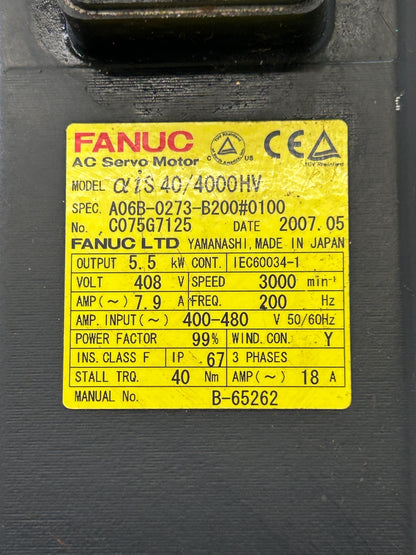 FANUC
AC Servo Motor
C US
TÜV Rheinland
MODEL αiS 40/4000HV
SPEC. A06B-0273-B200#0100
No. C075G7125 DATE 2007.05
FANUC LTD YAMANASHI, MADE IN JAPAN
OUTPUT 5.5 kW CONT. IEC60034-1
VOLT 408 V SPEED 3000 min⁻¹
AMP(~) 7.9 A FREQ. 200 Hz
AMP. INPUT(~) 400-480 V 50/60Hz
POWER FACTOR 99% WIND. CON. Y
INS. CLASS F IP 67 3 PHASES
STALL TRQ. 40 Nm AMP(~) 18 A
MANUAL No. B-65262